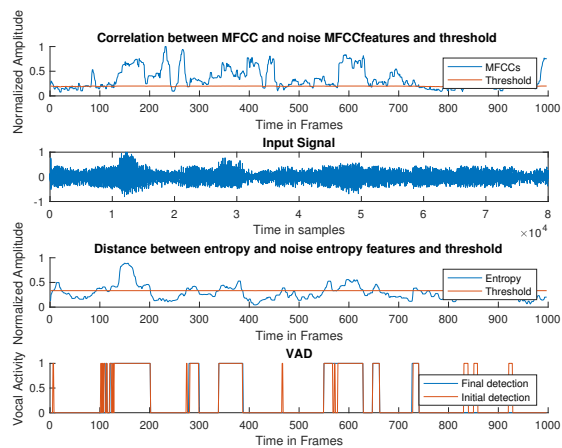 Correlation between MFCC and noise MFCCfeatures and threshold
Normalized Amplitude
1
0.5
0
MFCCs
Threshold
0 100 200 300 400 500 600 700 800 900 1000
Time in Frames
Input Signal
1
0
-1
0 1 2 3 4 5 6 7 8
Time in samples
×10^4
Distance between entropy and noise entropy features and threshold
Normalized Amplitude
1
0.5
0
Entropy
Threshold
0 100 200 300 400 500 600 700 800 900 1000
Time in Frames
VAD
Vocal Activity
1
0.5
0
Final detection
Initial detection
0 100 200 300 400 500 600 700 800 900 1000
Time in Frames